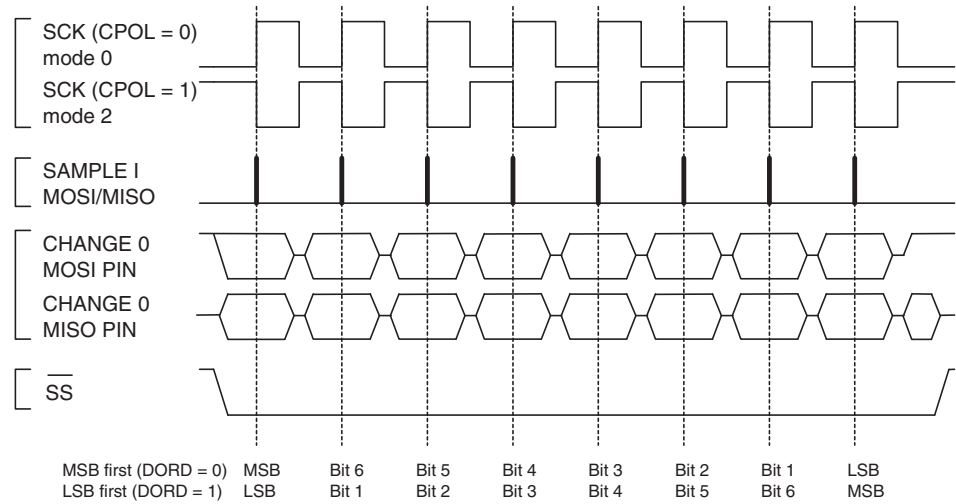 SCK (CPOL = 0)
mode 0
SCK (CPOL = 1)
mode 2
SAMPLE I
MOSI/MISO
CHANGE 0
MOSI PIN
CHANGE 0
MISO PIN
SS
MSB first (DORD = 0) MSB Bit 6 Bit 5 Bit 4 Bit 3 Bit 2 Bit 1 LSB
LSB first (DORD = 1) LSB Bit 1 Bit 2 Bit 3 Bit 4 Bit 5 Bit 6 MSB